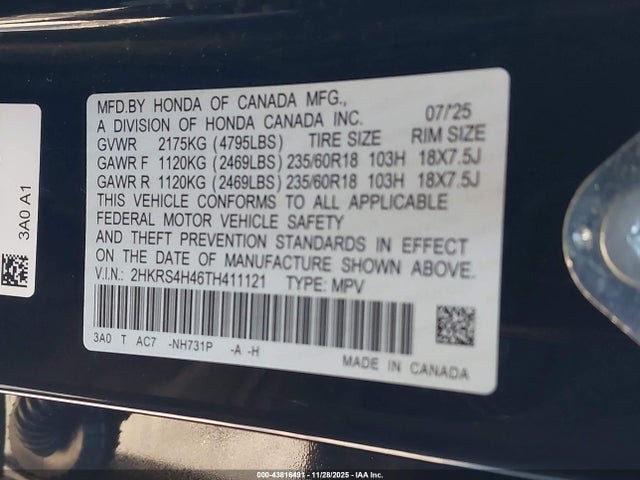 MFD.BY HONDA OF CANADA MFG.,
A DIVISION OF HONDA CANADA INC. 07/'25
GVWR 2175KG (4795LBS) TIRE SIZE RIM SIZE
GAWR F 1120KG (2469LBS) 235/60R18 103H 18X7.5J
GAWR R 1120KG (2469LBS) 235/60R18 103H 18X7.5J
THIS VEHICLE CONFORMS TO ALL APPLICABLE
FEDERAL MOTOR VEHICLE SAFETY
AND THEFT PREVENTION STANDARDS IN EFFECT
ON THE DATE OF MANUFACTURE SHOWN ABOVE.
V.I.N.: 2HKRS4H46TH411121 TYPE: MPV
3A0 T AC7 -NH731P -A -H
MADE IN CANADA
3A0 A1
000-43816491 - 11/28/2025 - IAA Inc.